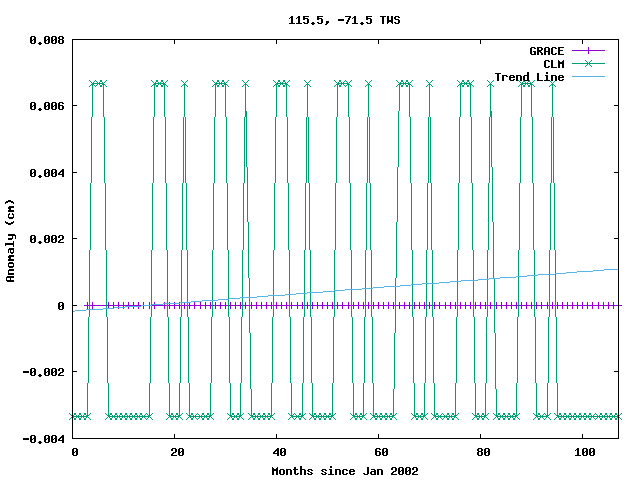 115.5, -71.5 TWS
GRACE
CLM
Trend Line
0.008
0.006
0.004
0.002
0
-0.002
-0.004
Anomaly (cm)
0 20 40 60 80 100
Months since Jan 2002